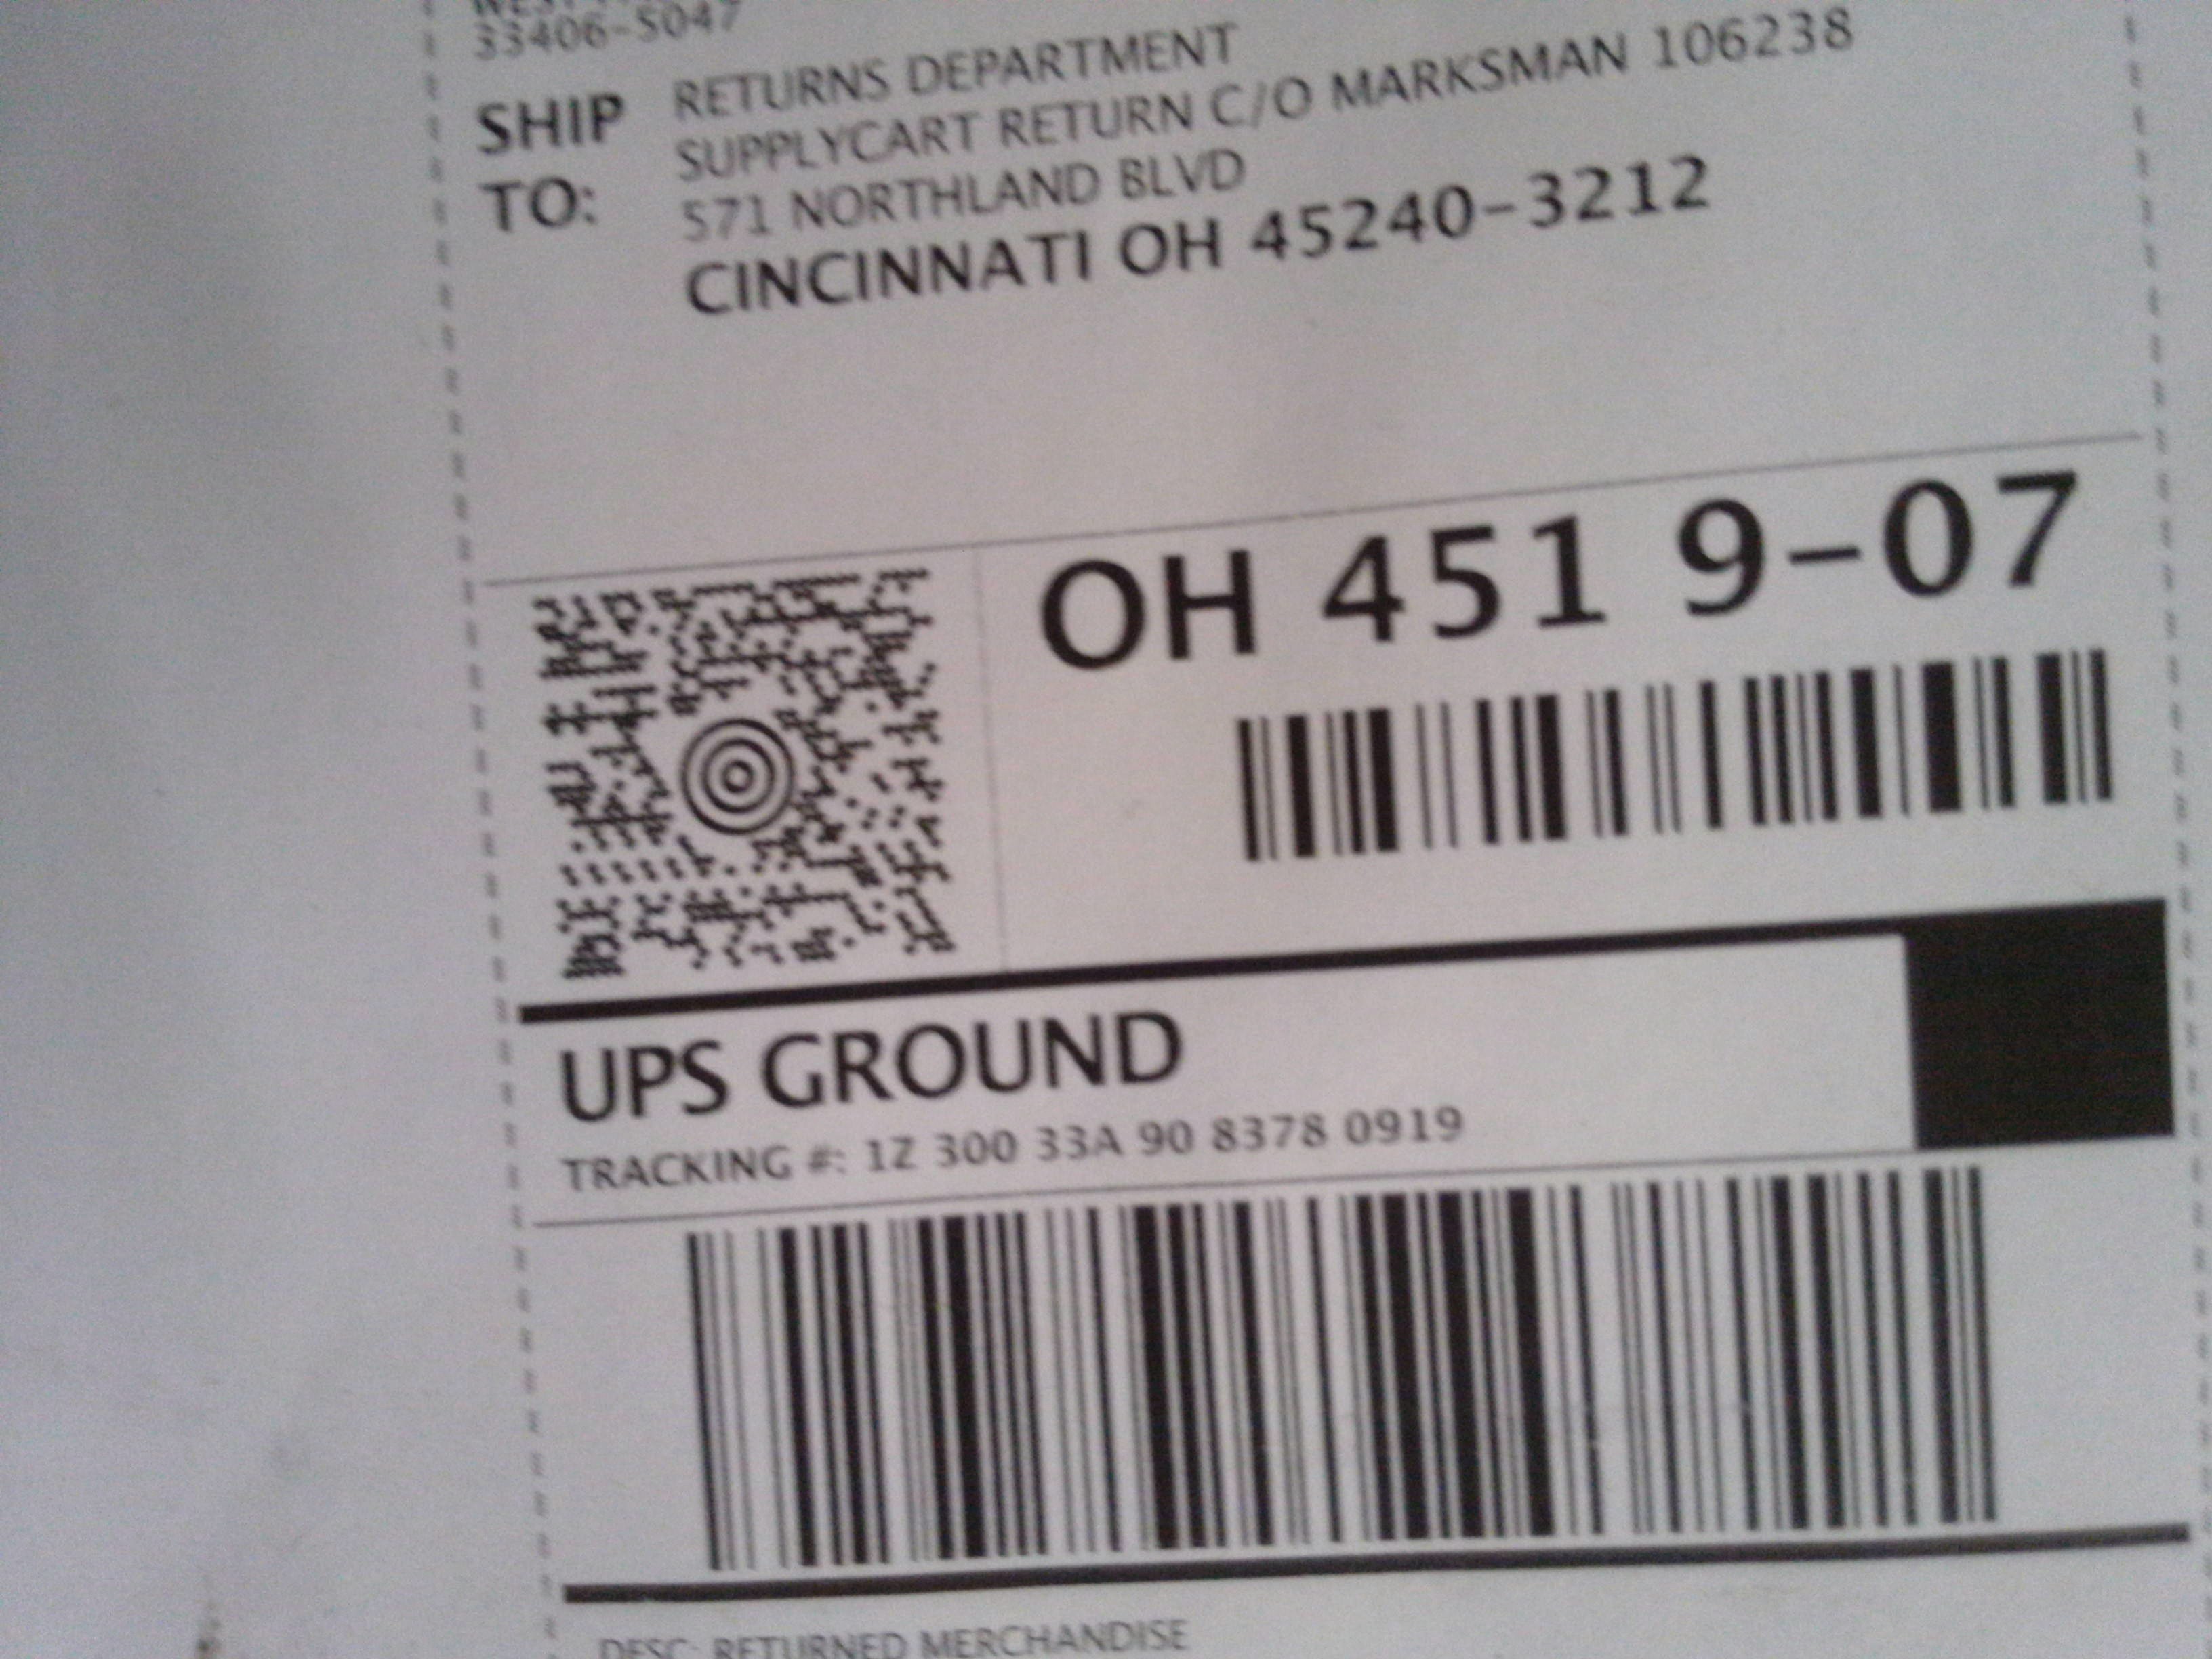 33406-5047
SHIP TO:
RETURNS DEPARTMENT
SUPPLYCART RETURN C/O MARKSMAN 106238
571 NORTHLAND BLVD
CINCINNATI OH 45240-3212
OH 451 9-07
UPS GROUND
TRACKING #: 1Z 300 33A 90 8378 0919
DESC: RETURNED MERCHANDISE